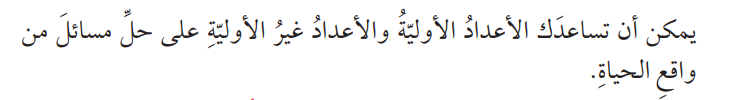 يمكن أن تساعدَك الأعدادُ الأوليّةُ والأعدادُ غيرُ الأوليّةِ على حلِّ مسائلَ من
واقعِ الحياةِ.